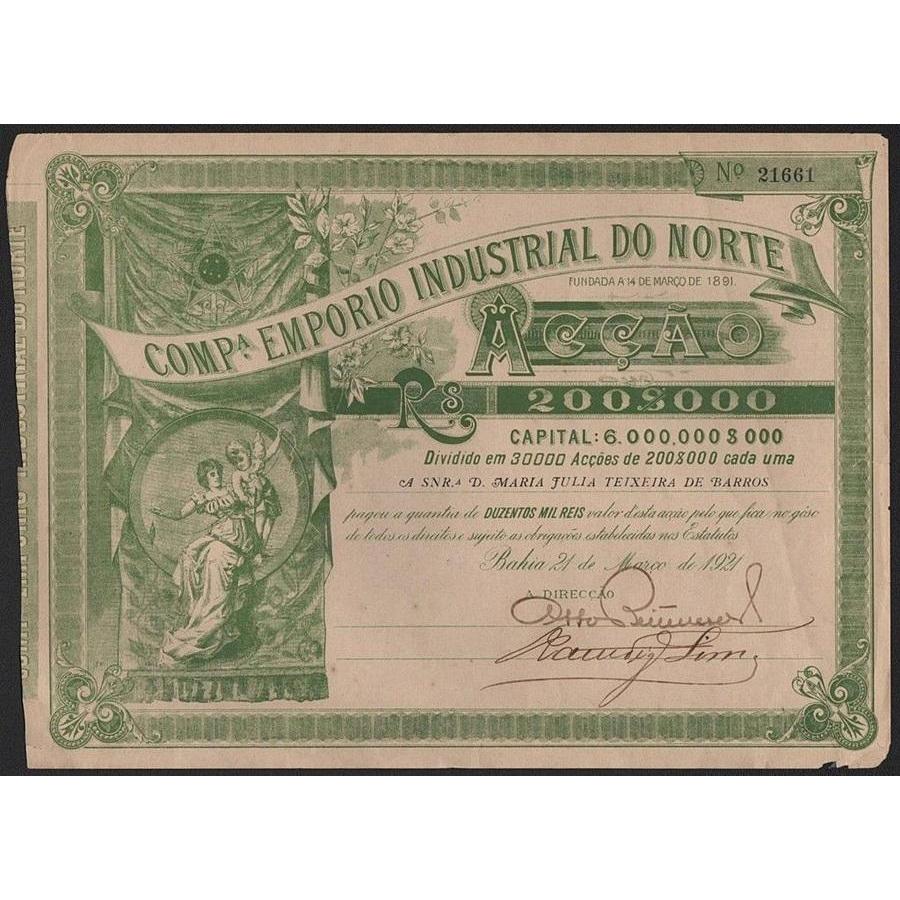 Nº 21661
COMPª. EMPORIO INDUSTRIAL DO NORTE
FUNDADA A 14 DE MARÇO DE 1891.
ACÇÃO
Rs. 200$000
CAPITAL: 6.000,000$000
Dividido em 30000 Acções de 200$000 cada uma
A SNR.ª D. MARIA JULIA TEIXEIRA DE BARROS
pagou a quantia de DUZENTOS MIL REIS valor d'esta acção pelo que fica no gôso
de todos os direitos e sujeito as obrigações estabelecidas nos Estatutos
Bahia 21 de Março de 1921
A DIRECÇÃO